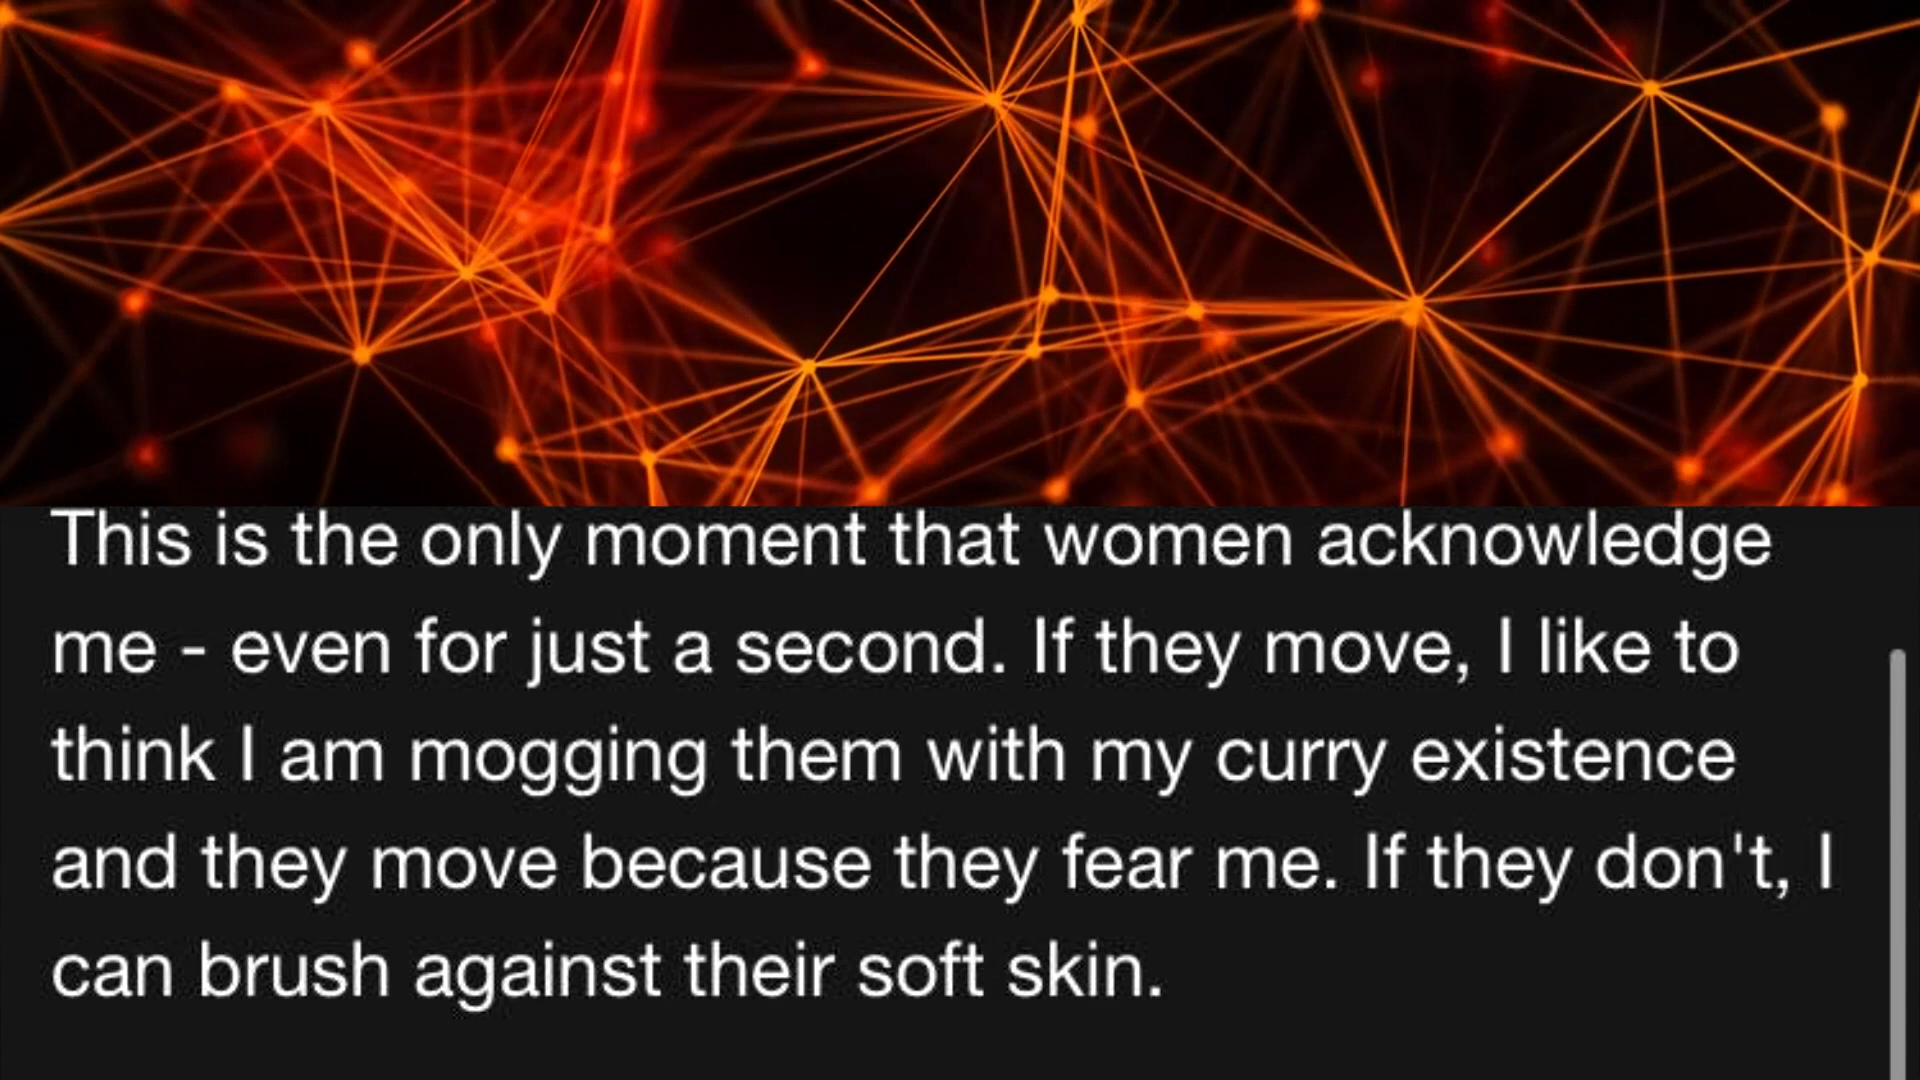 This is the only moment that women acknowledge
me - even for just a second. If they move, I like to
think I am mogging them with my curry existence
and they move because they fear me. If they don't, I
can brush against their soft skin.